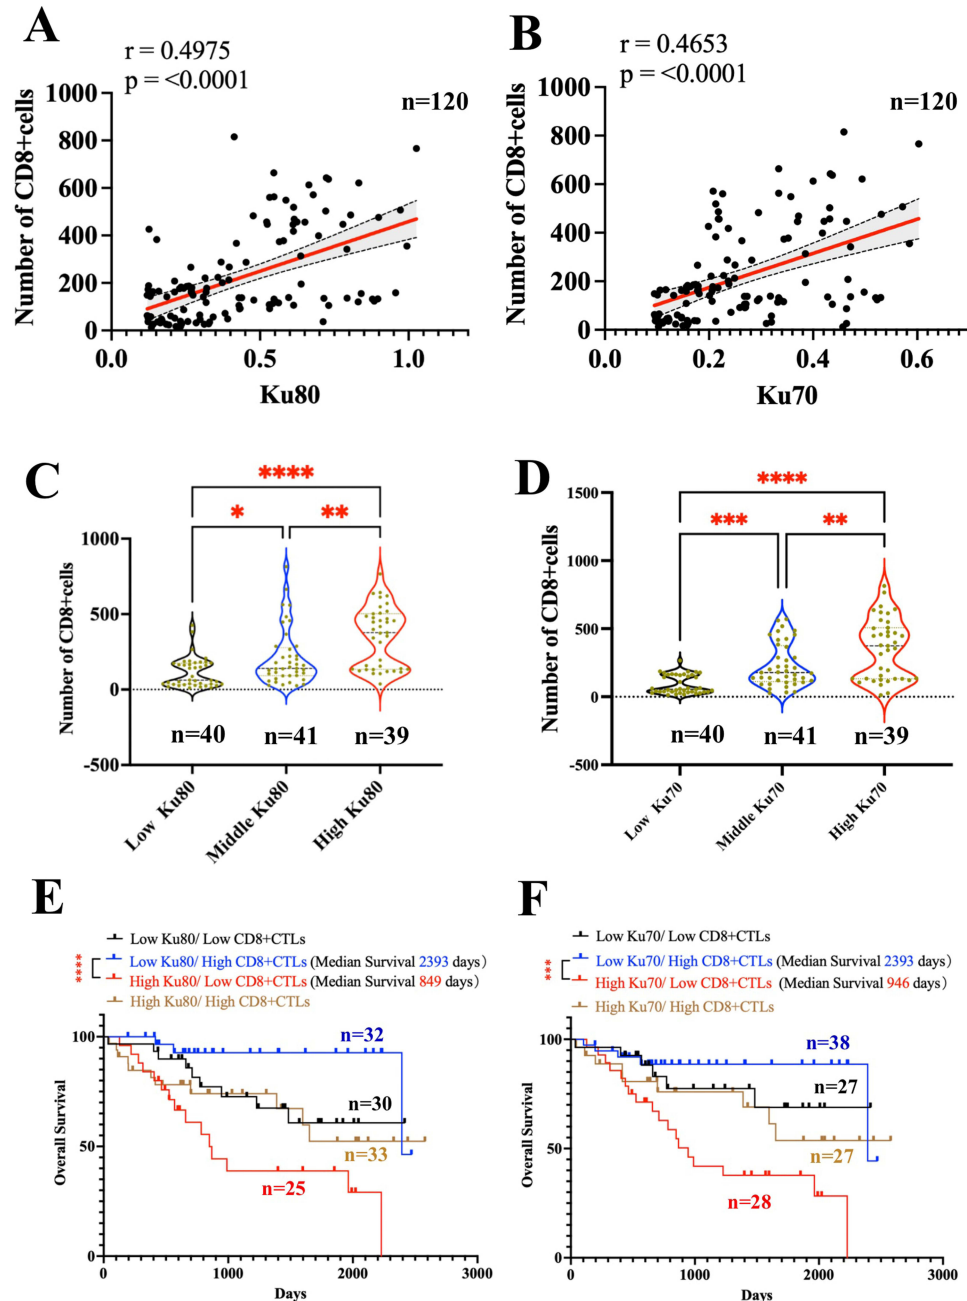 A
r = 0.4975
p = <0.0001
n=120
Number of CD8+cells
1000
800
600
400
200
0
0.0
0.5
1.0
Ku80
B
r = 0.4653
p = <0.0001
n=120
Number of CD8+cells
1000
800
600
400
200
0
0.0
0.2
0.4
0.6
Ku70
C
****
*
**
Number of CD8+cells
1000
500
0
-500
n=40
n=41
n=39
Low Ku80
Middle Ku80
High Ku80
D
****
***
**
Number of CD8+cells
1500
1000
500
0
-500
n=40
n=41
n=39
Low Ku70
Middle Ku70
High Ku70
E
Low Ku80/ Low CD8+CTLs
Low Ku80/ High CD8+CTLs (Median Survival 2393 days)
High Ku80/ Low CD8+CTLs (Median Survival 849 days)
High Ku80/ High CD8+CTLs
****
Overall Survival
100
50
0
n=32
n=30
n=33
n=25
0
1000
2000
3000
Days
F
Low Ku70/ Low CD8+CTLs
Low Ku70/ High CD8+CTLs (Median Survival 2393 days)
High Ku70/ Low CD8+CTLs (Median Survival 946 days)
High Ku70/ High CD8+CTLs
***
Overall Survival
100
50
0
n=38
n=27
n=27
n=28
0
1000
2000
3000
Days